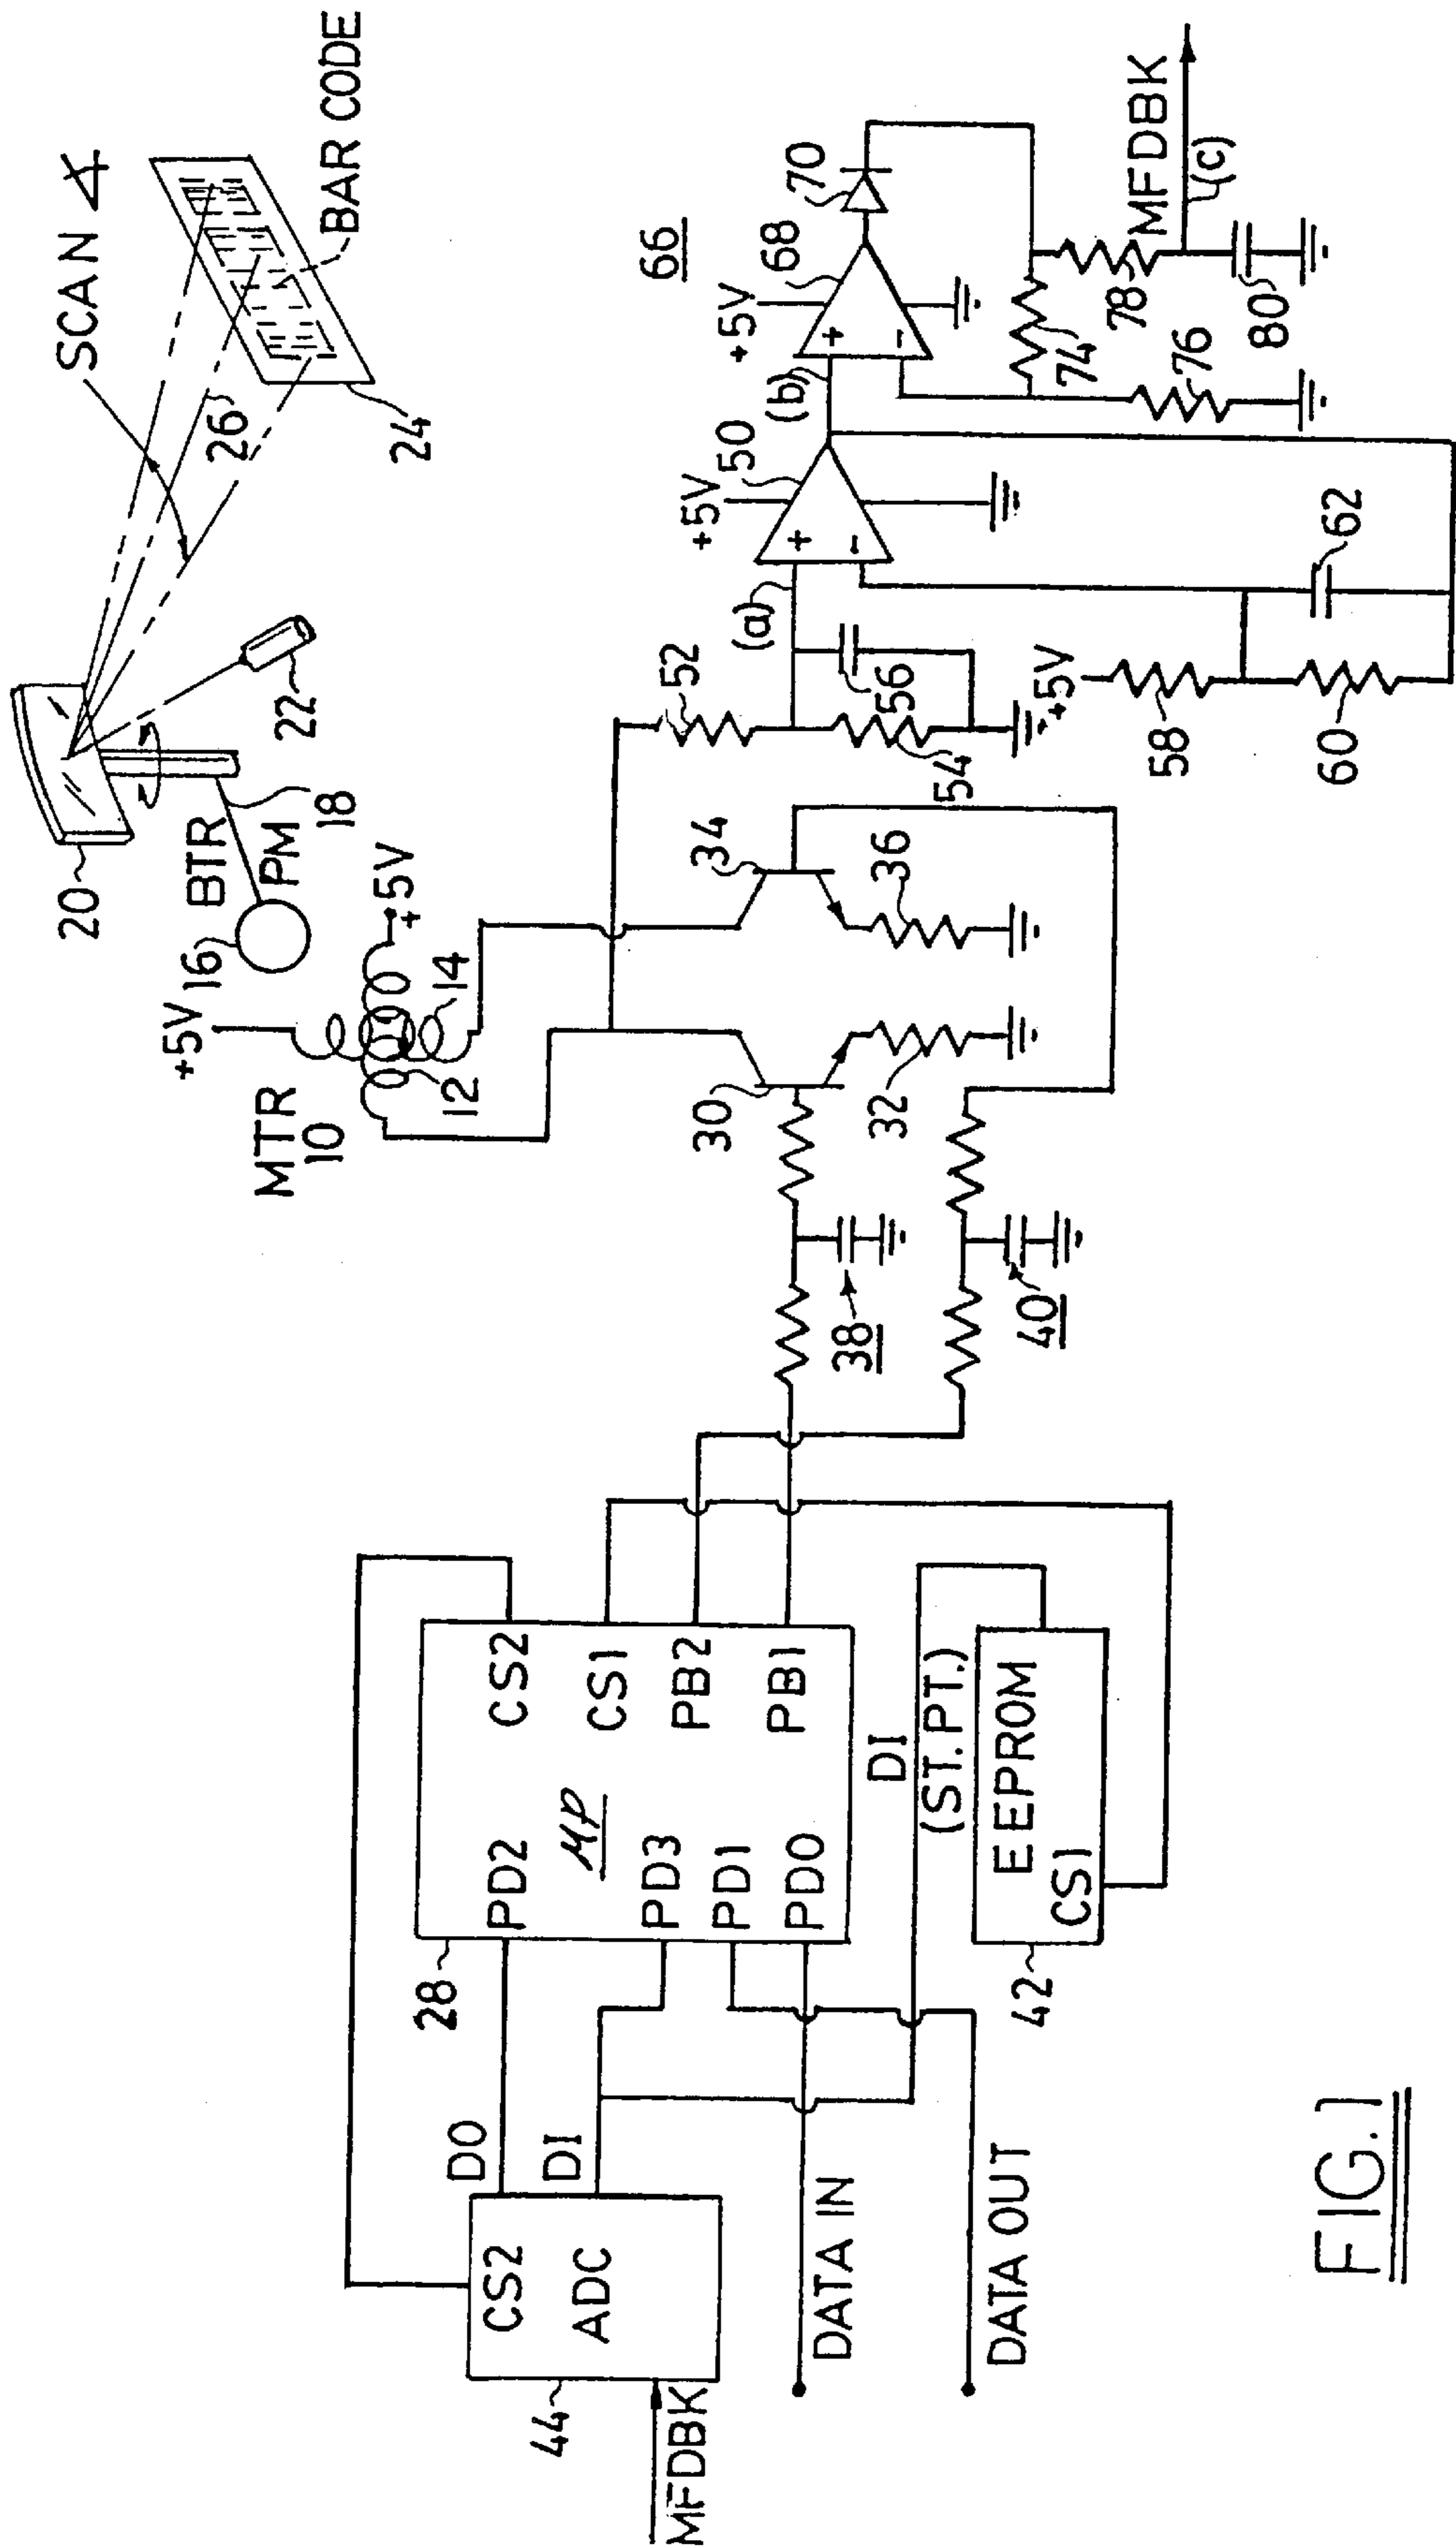 SCAN ∡
BAR CODE
20
22
26
24
18
BTR
PM
16
+5V
+5V
MTR
10
12
14
30
34
32
36
38
40
52
54
56
(a)
+5V
50
+
-
(b)
+5V
58
60
62
66
+5V
68
+
-
70
74
76
78
80
MFDBK
(c)
CS2
CS1
PB2
PB1
PD2
PD3
PD1
PD0
μP
28
DO
DI
CS2
ADC
44
MFDBK
DATA IN
DATA OUT
DI
(ST.PT.)
EEPROM
CS1
42
FIG.1